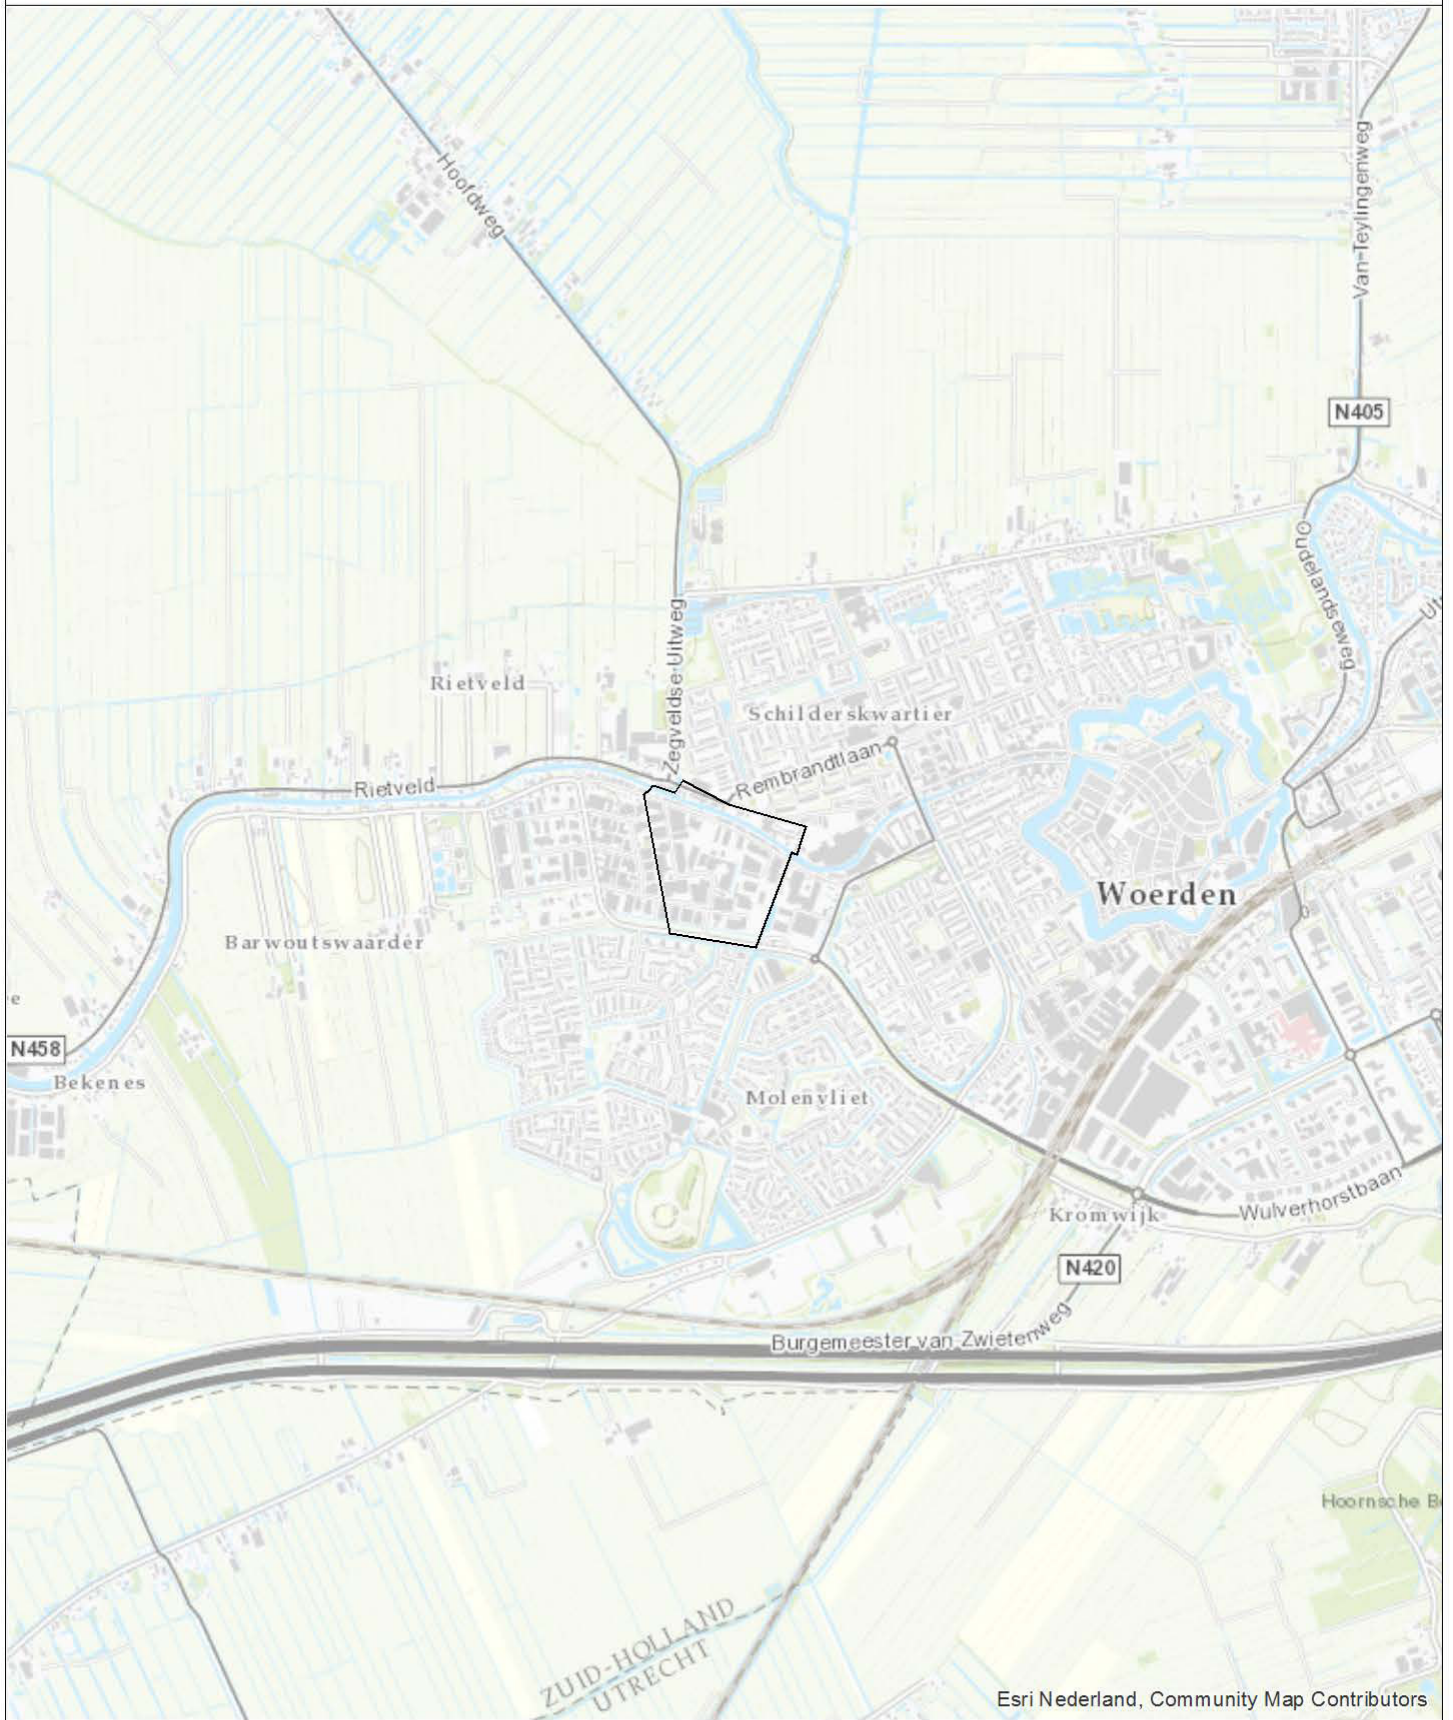 Hoofdweg
Van Teylingenweg
N405
Oudelandseweg
Zegveldse Uitweg
Rietveld
Schilderskwartier
Rembrandtlaan
Rietveld
Woerden
Barwoutswaarder
N458
Bekenes
Molenvliet
Kromwijk
Wulverhorstbaan
N420
Burgemeester van Zwietenweg
Hoornsche B
ZUID-HOLLAND
UTRECHT
Esri Nederland, Community Map Contributors